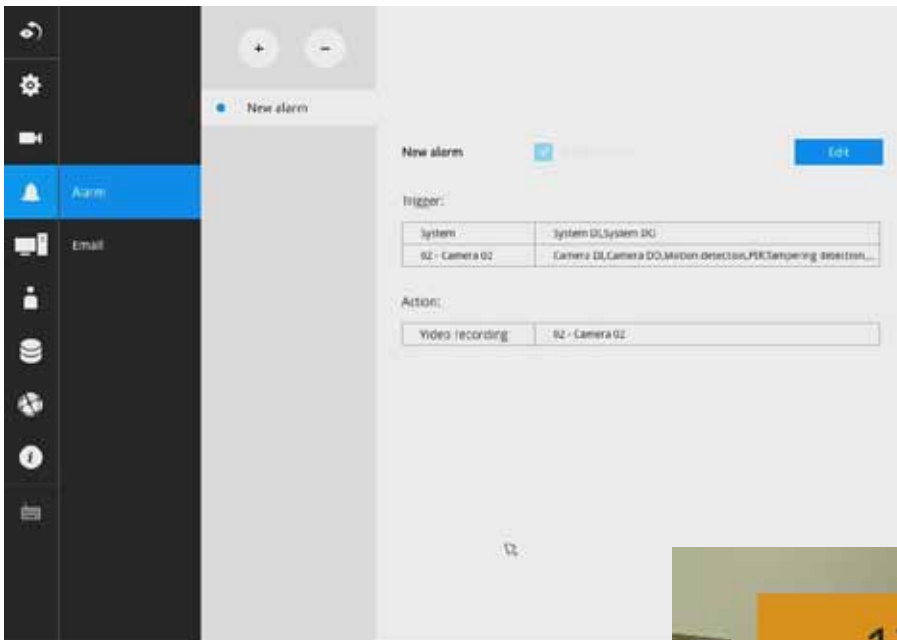 + -
New alarm
New alarm
Edit
Alarm
Email
Trigger:
System System DI,System DO
02 - Camera 02 Camera DI,Camera DO,Motion detection,PIR,Tampering detection,...
Action:
Video recording 02 - Camera 02